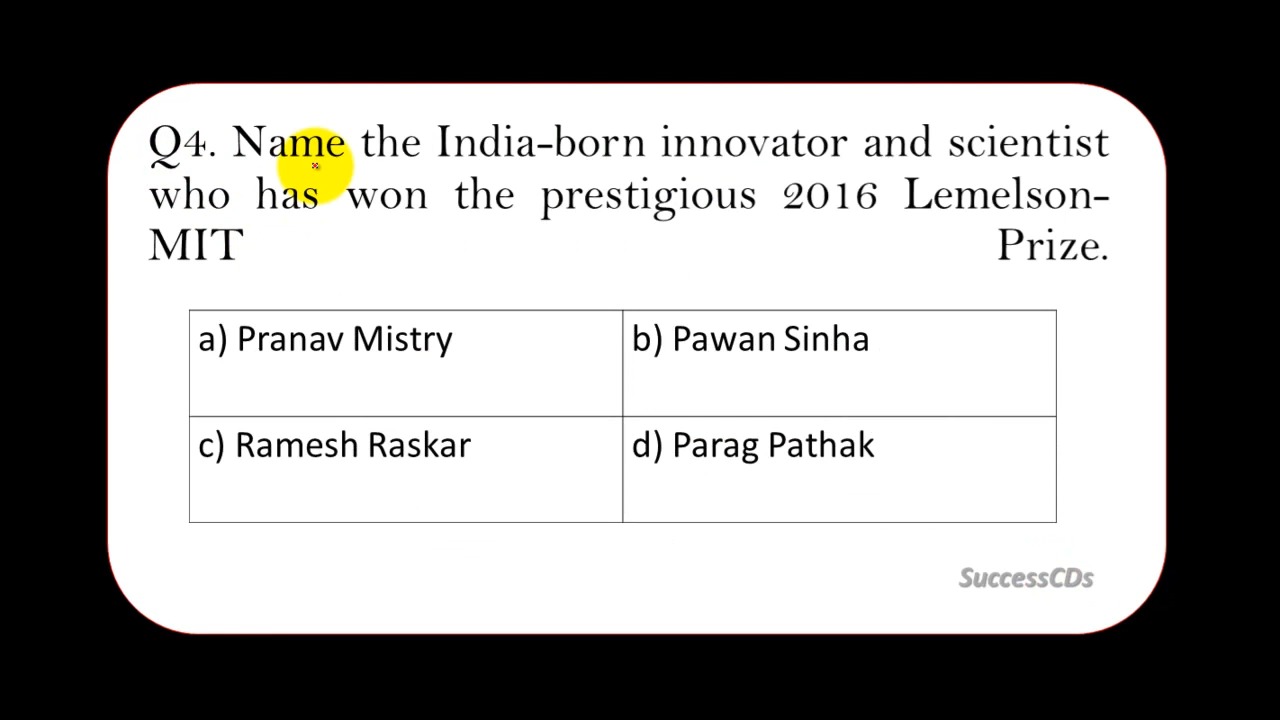 Q4. Name the India-born innovator and scientist
who has won the prestigious 2016 Lemelson-
MIT Prize.
a) Pranav Mistry
b) Pawan Sinha
c) Ramesh Raskar
d) Parag Pathak
SuccessCDs